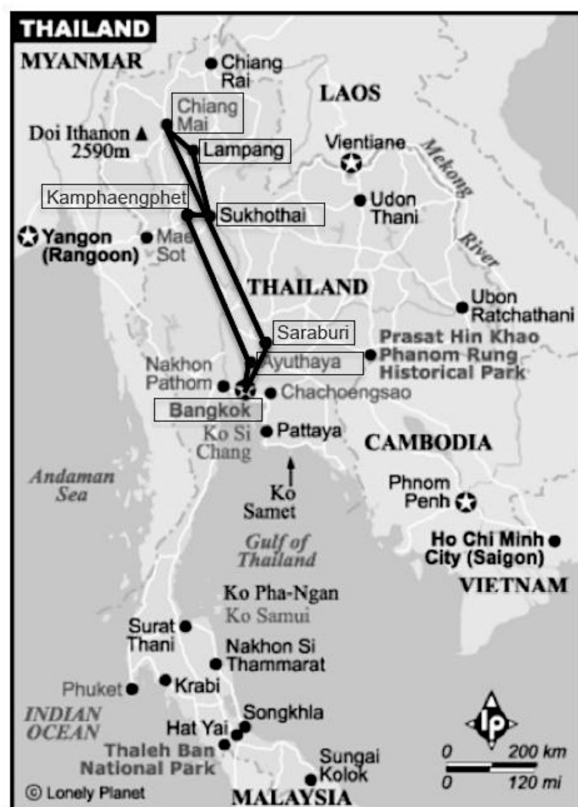 THAILAND
MYANMAR
Chiang
Rai
LAOS
Chiang
Mai
Doi Ithanon
2590m
Lampang
Vientiane
Mekong
River
Kamphaengphet
Sukhothai
Udon
Thani
Yangon
(Rangoon)
Mae
Sot
THAILAND
Ubon
Ratchathani
Saraburi
Prasat Hin Khao
Phanom Rung
Historical Park
Ayuthaya
Nakhon
Pathom
Bangkok
Chachoengsao
Ko Si
Chang
Pattaya
CAMBODIA
Andaman
Sea
Phnom
Penh
Ko
Samet
Gulf of
Thailand
Ho Chi Minh
City (Saigon)
VIETNAM
Ko Pha-Ngan
Ko Samui
Surat
Thani
Nakhon Si
Thammarat
Phuket
Krabi
INDIAN
OCEAN
Songkhla
Hat Yai
Thaleh Ban
National Park
Sungai
Kolok
lp
0 200 km
0 120 mi
© Lonely Planet
MALAYSIA